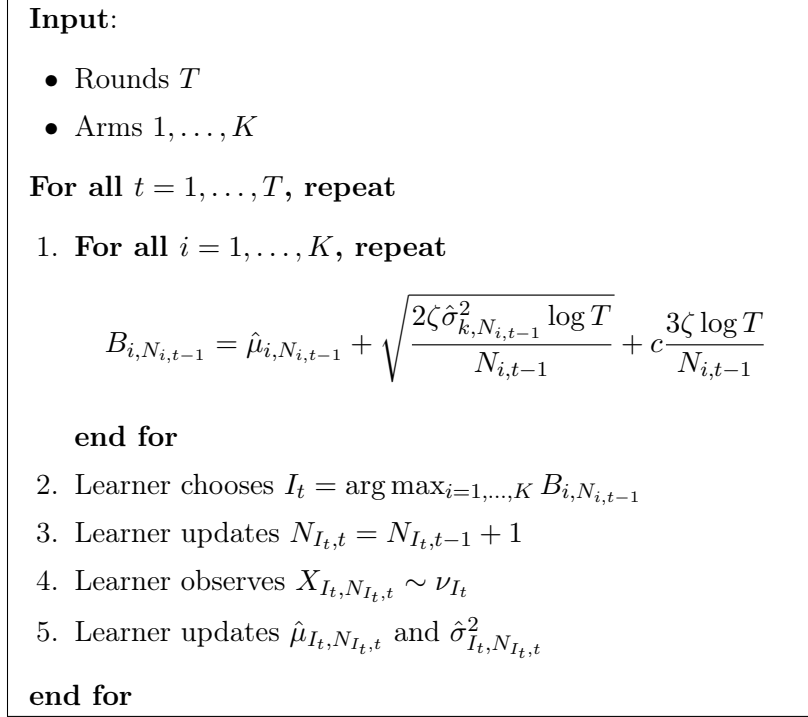 Input:
• Rounds $T$
• Arms $1, \ldots, K$
For all $t = 1, \ldots, T$, repeat
1. For all $i = 1, \ldots, K$, repeat
$B_{i,N_{i,t-1}} = \hat{\mu}_{i,N_{i,t-1}} + \sqrt{\frac{2\zeta\hat{\sigma}^2_{k,N_{i,t-1}} \log T}{N_{i,t-1}}} + c\frac{3\zeta \log T}{N_{i,t-1}}$
end for
2. Learner chooses $I_t = \arg\max_{i=1,\ldots,K} B_{i,N_{i,t-1}}$
3. Learner updates $N_{I_t,t} = N_{I_t,t-1} + 1$
4. Learner observes $X_{I_t,N_{I_t,t}} \sim \nu_{I_t}$
5. Learner updates $\hat{\mu}_{I_t,N_{I_t,t}}$ and $\hat{\sigma}^2_{I_t,N_{I_t,t}}$
end for